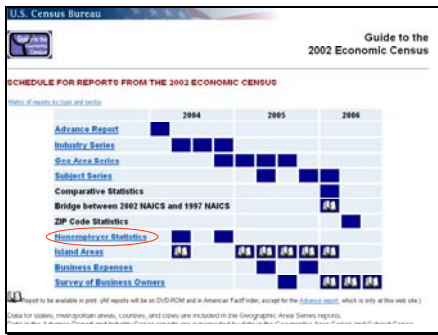 U.S. Census Bureau
Guide to the
2002 Economic Census
SCHEDULE FOR REPORTS FROM THE 2002 ECONOMIC CENSUS
Matrix of reports by type and sector
2004 2005 2006
Advance Report
Industry Series
Geo Area Series
Subject Series
Comparative Statistics
Bridge between 2002 NAICS and 1997 NAICS
ZIP Code Statistics
Nonemployer Statistics
Island Areas
Business Expenses
Survey of Business Owners
Report to be available in print (All reports will be on DVD-ROM and in American FactFinder, except for the Advance report, which is only at this web site.)
Data for states, metropolitan areas, counties, and cities are included in the Geographic Area Series reports.